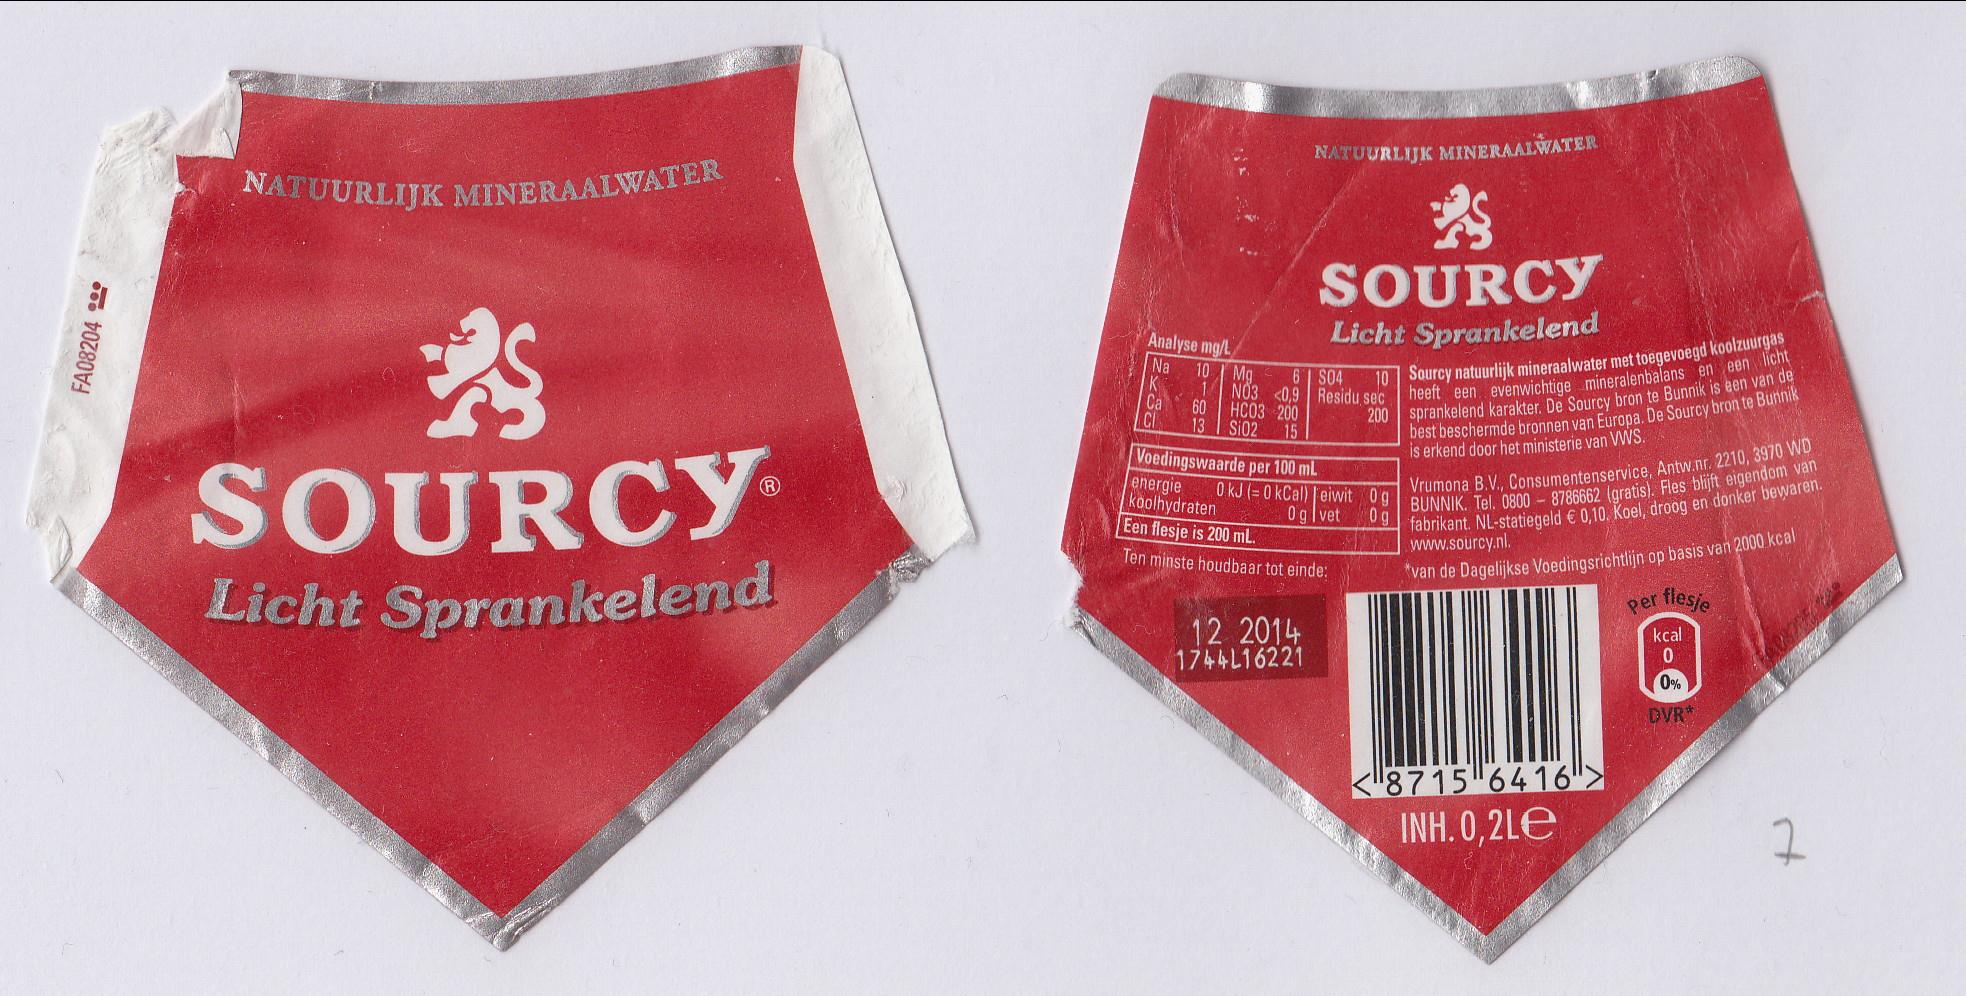 NATUURLIJK MINERAALWATER
SOURCY®
Licht Sprankelend
FA08204
NATUURLIJK MINERAALWATER
SOURCY
Licht Sprankelend
Analyse mg/L
Na 10 Mg 6 SO4 10
K 1 NO3 <0,9 Residu sec
Ca 60 HCO3 200 200
Cl 13 SiO2 15
Voedingswaarde per 100 mL
energie 0 kJ (= 0 kCal) eiwit 0 g
koolhydraten 0 g vet 0 g
Een flesje is 200 mL.
Ten minste houdbaar tot einde:
12 2014
1744L16221
Sourcy natuurlijk mineraalwater met toegevoegd koolzuurgas
heeft een evenwichtige mineralenbalans en een licht
sprankelend karakter. De Sourcy bron te Bunnik is een van de
best beschermde bronnen van Europa. De Sourcy bron te Bunnik
is erkend door het ministerie van VWS.
Vrumona B.V., Consumentenservice, Antw.nr. 2210, 3970 WD
BUNNIK. Tel. 0800 – 8786662 (gratis). Fles blijft eigendom van
fabrikant. NL-statiegeld € 0,10. Koel, droog en donker bewaren.
www.sourcy.nl.
*van de Dagelijkse Voedingsrichtlijn op basis van 2000 kcal
<8715 6416>
INH. 0,2L e
Per flesje
kcal
0
0%
DVR*
7